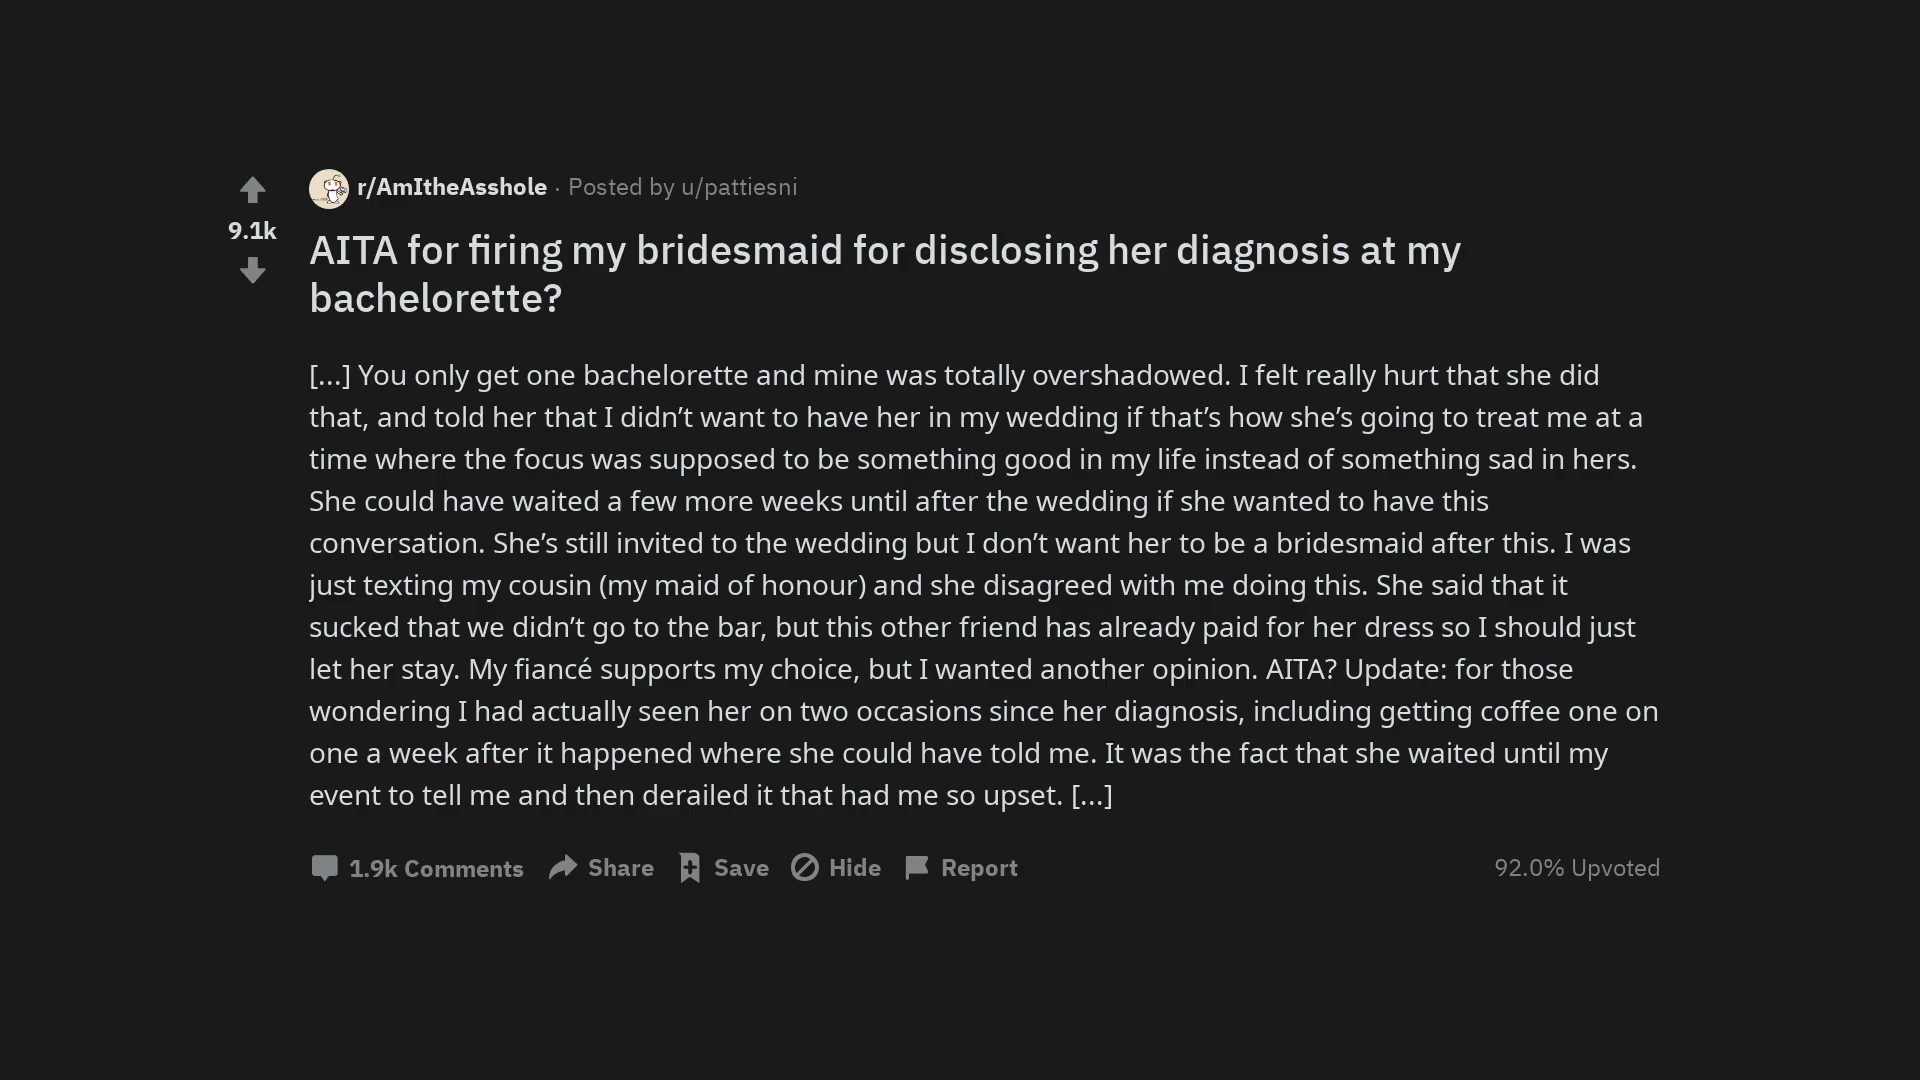 r/AmItheAsshole · Posted by u/pattiesni
9.1k
AITA for firing my bridesmaid for disclosing her diagnosis at my
bachelorette?
[...] You only get one bachelorette and mine was totally overshadowed. I felt really hurt that she did
that, and told her that I didn’t want to have her in my wedding if that’s how she’s going to treat me at a
time where the focus was supposed to be something good in my life instead of something sad in hers.
She could have waited a few more weeks until after the wedding if she wanted to have this
conversation. She’s still invited to the wedding but I don’t want her to be a bridesmaid after this. I was
just texting my cousin (my maid of honour) and she disagreed with me doing this. She said that it
sucked that we didn’t go to the bar, but this other friend has already paid for her dress so I should just
let her stay. My fiancé supports my choice, but I wanted another opinion. AITA? Update: for those
wondering I had actually seen her on two occasions since her diagnosis, including getting coffee one on
one a week after it happened where she could have told me. It was the fact that she waited until my
event to tell me and then derailed it that had me so upset. [...]
1.9k Comments Share Save Hide Report 92.0% Upvoted